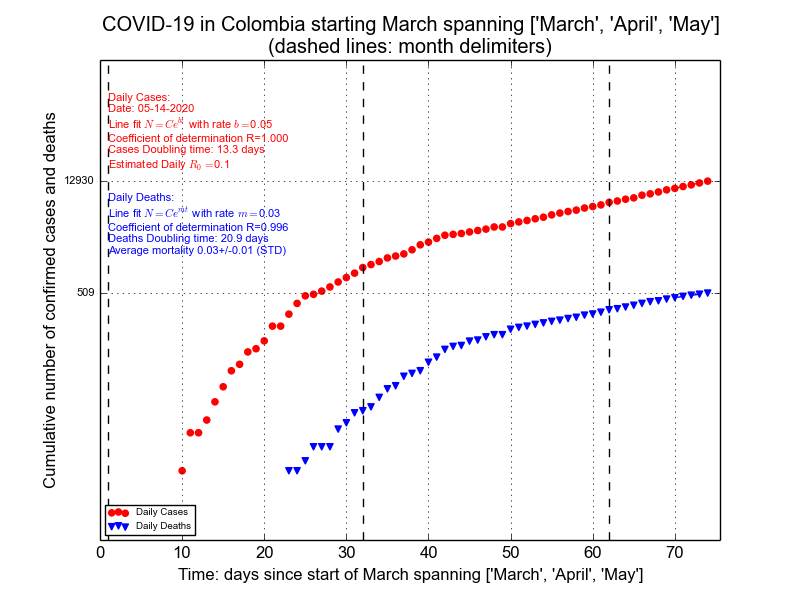 COVID-19 in Colombia starting March spanning ['March', 'April', 'May']
(dashed lines: month delimiters)
Daily Cases:
Date: 05-14-2020
Line fit N = Ce^{bt} with rate b =0.05
Coefficient of determination R=1.000
Cases Doubling time: 13.3 days
Estimated Daily R₀ =0.1
12930
Daily Deaths:
Line fit N = Ce^{mt} with rate m =0.03
Coefficient of determination R=0.996
Deaths Doubling time: 20.9 days
Average mortality 0.03+/-0.01 (STD)
509
Cumulative number of confirmed cases and deaths
Daily Cases
Daily Deaths
0 10 20 30 40 50 60 70
Time: days since start of March spanning ['March', 'April', 'May']